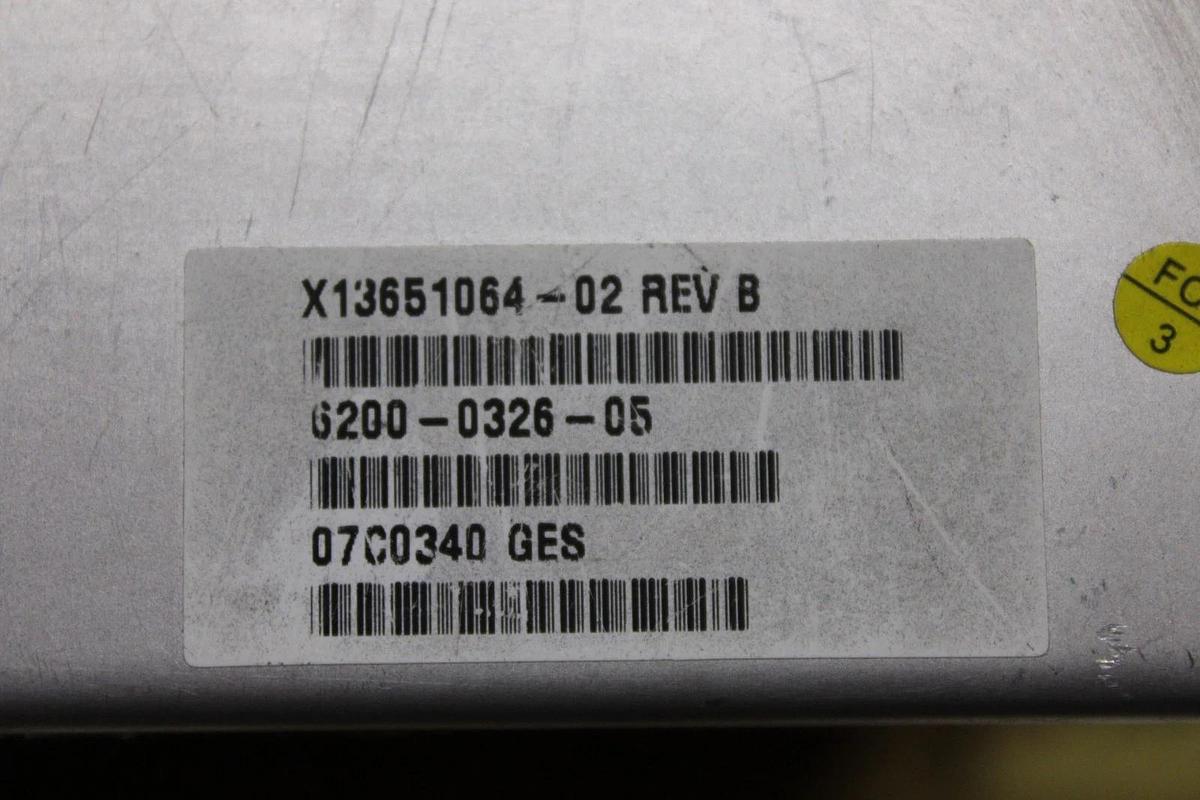 X13651064-02 REV B
6200-0326-05
07C0340 GES
FC
3